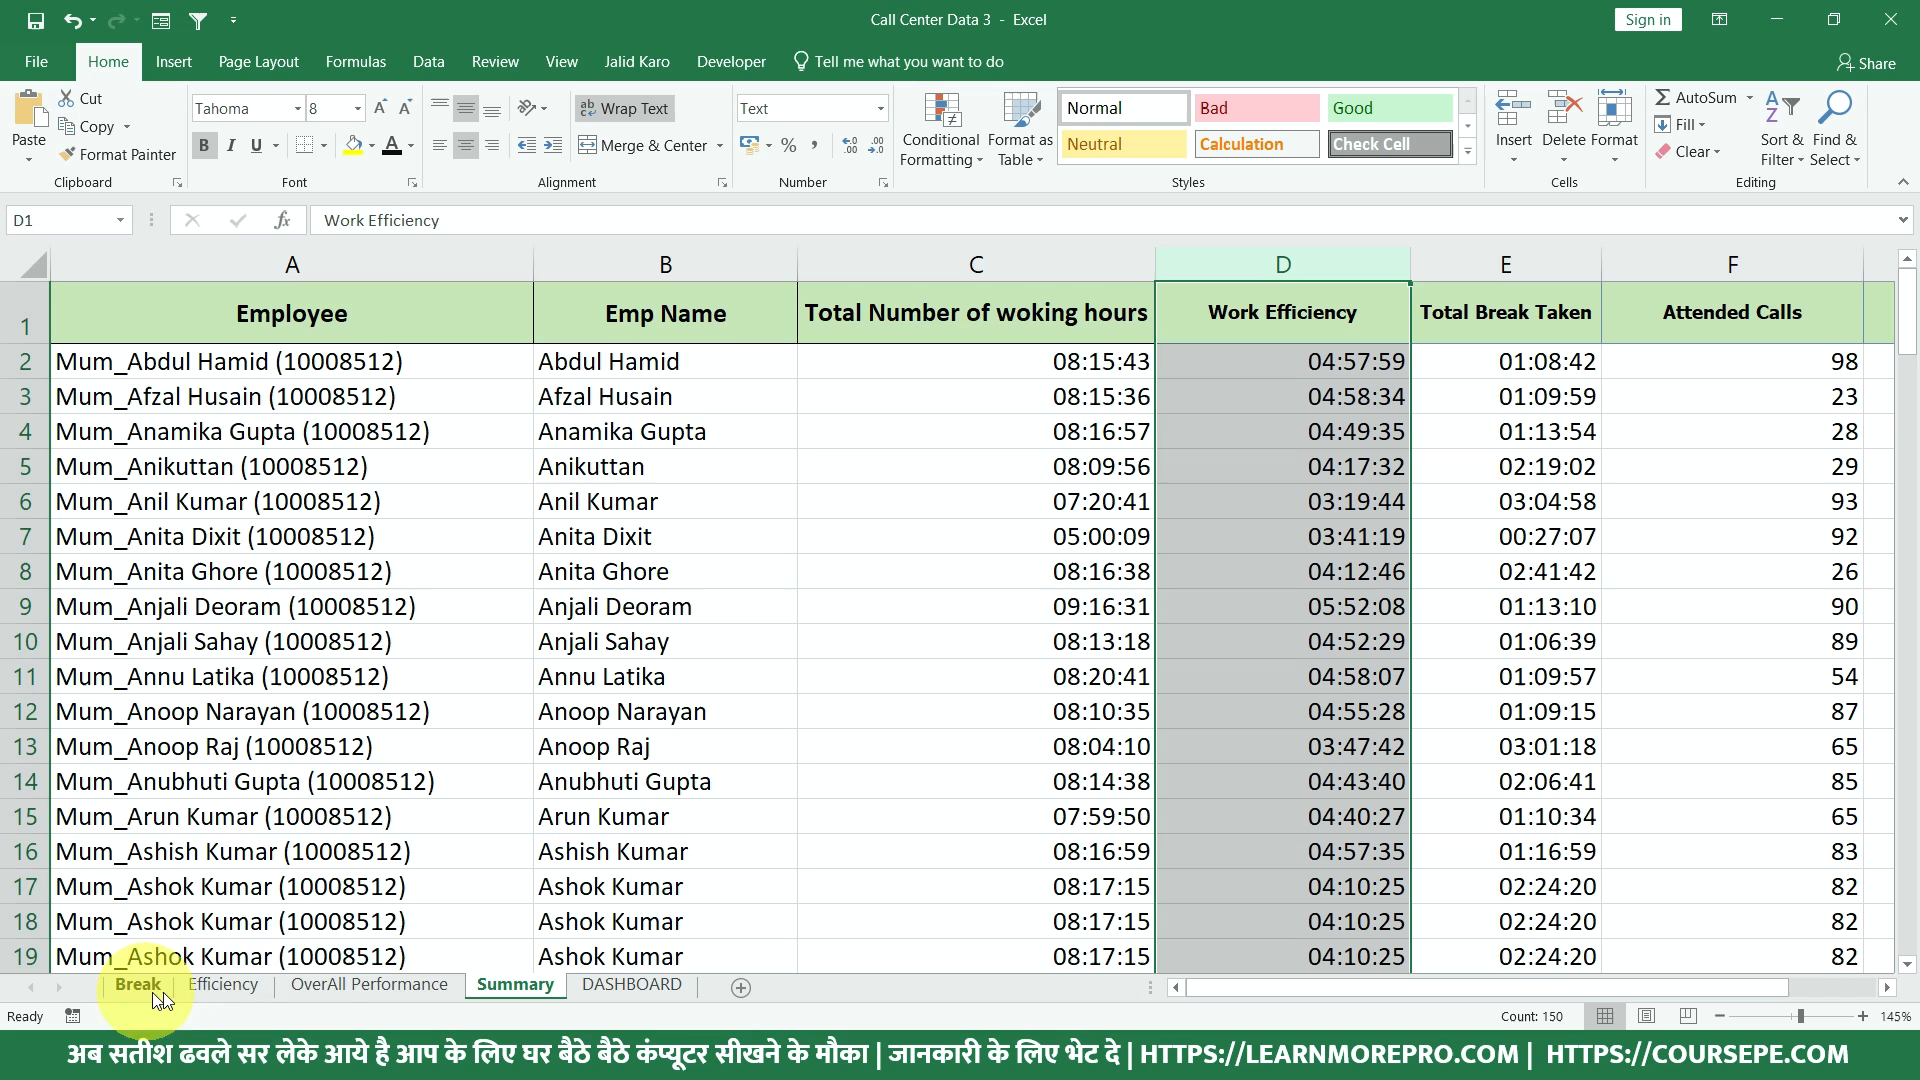 Call Center Data 3 - Excel
Sign in
File Home Insert Page Layout Formulas Data Review View Jalid Karo Developer Tell me what you want to do Share
Paste Cut Copy Format Painter Clipboard
Tahoma 8 B I U A Font
Wrap Text Merge & Center Alignment
Text % , Number
Conditional Formatting Format as Table
Normal Bad Good
Neutral Calculation Check Cell
Styles
Insert Delete Format Cells
AutoSum Fill Clear Sort & Filter Find & Select Editing
D1 fx Work Efficiency
A B C D E F
1 Employee Emp Name Total Number of woking hours Work Efficiency Total Break Taken Attended Calls
2 Mum_Abdul Hamid (10008512) Abdul Hamid 08:15:43 04:57:59 01:08:42 98
3 Mum_Afzal Husain (10008512) Afzal Husain 08:15:36 04:58:34 01:09:59 23
4 Mum_Anamika Gupta (10008512) Anamika Gupta 08:16:57 04:49:35 01:13:54 28
5 Mum_Anikuttan (10008512) Anikuttan 08:09:56 04:17:32 02:19:02 29
6 Mum_Anil Kumar (10008512) Anil Kumar 07:20:41 03:19:44 03:04:58 93
7 Mum_Anita Dixit (10008512) Anita Dixit 05:00:09 03:41:19 00:27:07 92
8 Mum_Anita Ghore (10008512) Anita Ghore 08:16:38 04:12:46 02:41:42 26
9 Mum_Anjali Deoram (10008512) Anjali Deoram 09:16:31 05:52:08 01:13:10 90
10 Mum_Anjali Sahay (10008512) Anjali Sahay 08:13:18 04:52:29 01:06:39 89
11 Mum_Annu Latika (10008512) Annu Latika 08:20:41 04:58:07 01:09:57 54
12 Mum_Anoop Narayan (10008512) Anoop Narayan 08:10:35 04:55:28 01:09:15 87
13 Mum_Anoop Raj (10008512) Anoop Raj 08:04:10 03:47:42 03:01:18 65
14 Mum_Anubhuti Gupta (10008512) Anubhuti Gupta 08:14:38 04:43:40 02:06:41 85
15 Mum_Arun Kumar (10008512) Arun Kumar 07:59:50 04:40:27 01:10:34 65
16 Mum_Ashish Kumar (10008512) Ashish Kumar 08:16:59 04:57:35 01:16:59 83
17 Mum_Ashok Kumar (10008512) Ashok Kumar 08:17:15 04:10:25 02:24:20 82
18 Mum_Ashok Kumar (10008512) Ashok Kumar 08:17:15 04:10:25 02:24:20 82
19 Mum_Ashok Kumar (10008512) Ashok Kumar 08:17:15 04:10:25 02:24:20 82
Break Efficiency OverAll Performance Summary DASHBOARD
Ready Count: 150 145%
अब सतीश ढवले सर लेके आये है आप के लिए घर बैठे बैठे कंप्यूटर सीखने के मौका | जानकारी के लिए भेट दे | HTTPS://LEARNMOREPRO.COM | HTTPS://COURSEPE.COM